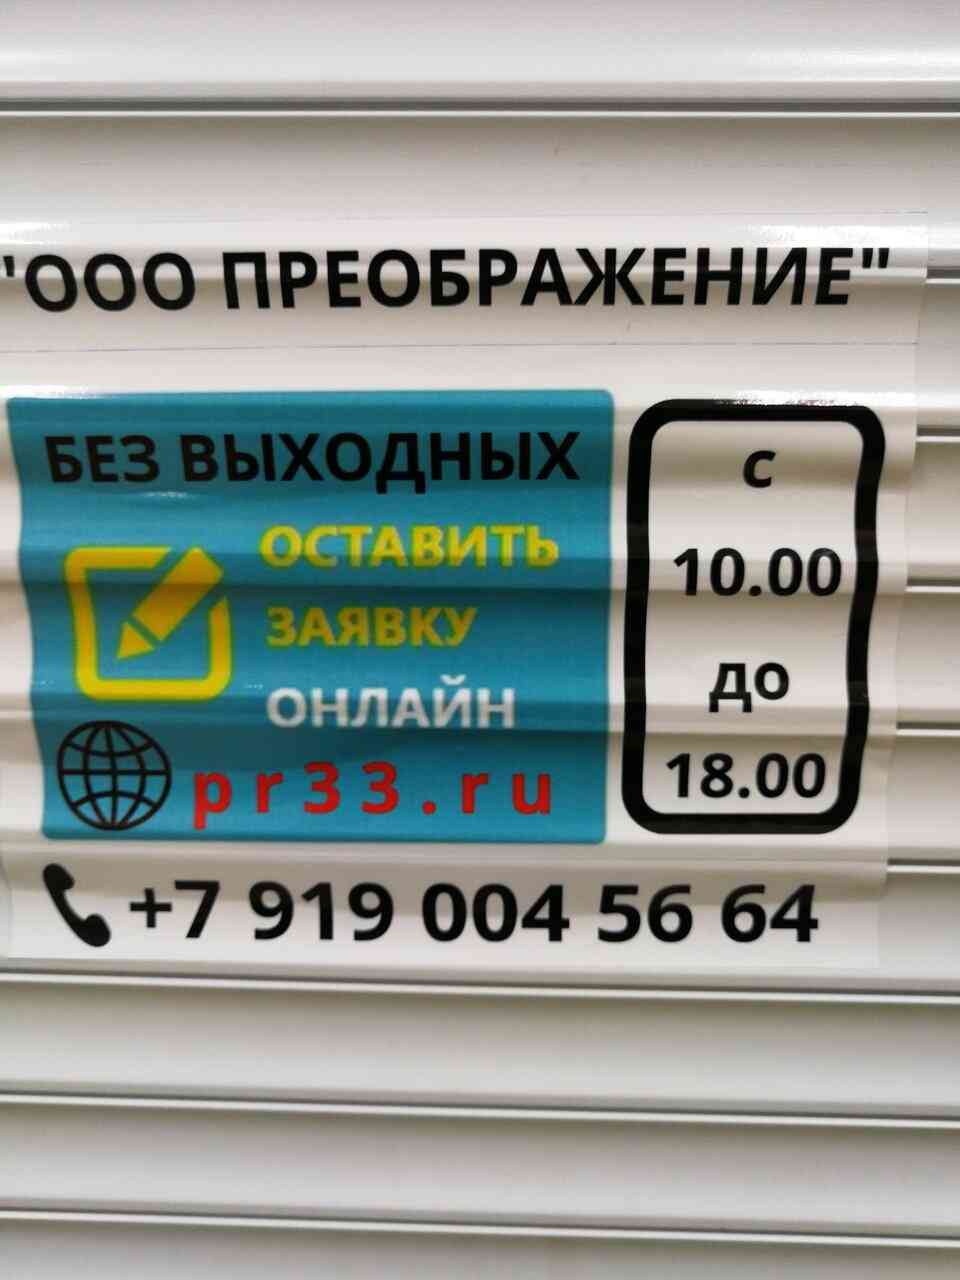 "ООО ПРЕОБРАЖЕНИЕ"
БЕЗ ВЫХОДНЫХ
ОСТАВИТЬ
ЗАЯВКУ
ОНЛАЙН
pr33.ru
с
10.00
до
18.00
+7 919 004 56 64